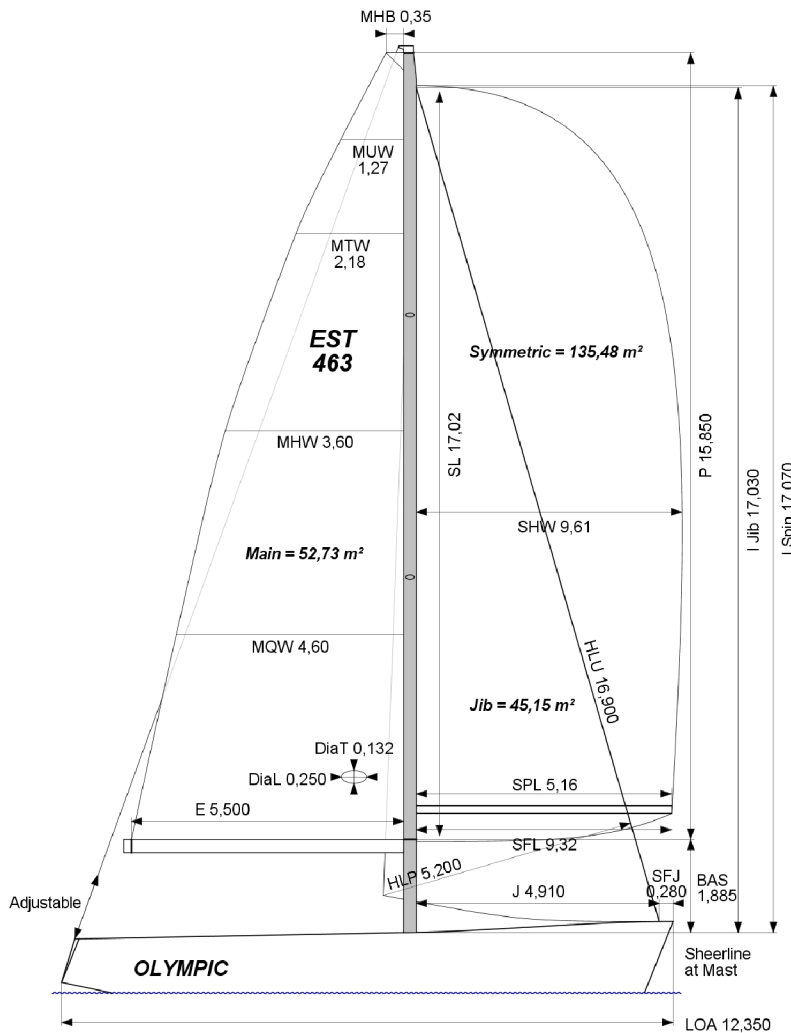 MHB 0,35
MUW
1,27
MTW
2,18
EST
463
Symmetric = 135,48 m²
SL 17,02
P 15,850
I Jib 17,030
I Spin 17,070
MHW 3,60
SHW 9,61
Main = 52,73 m²
MQW 4,60
HLU 16,900
Jib = 45,15 m²
DiaT 0,132
DiaL 0,250
SPL 5,16
E 5,500
SFL 9,32
HLP 5,200
SFJ
0,280
BAS
1,885
J 4,910
Adjustable
Sheerline
at Mast
OLYMPIC
LOA 12,350